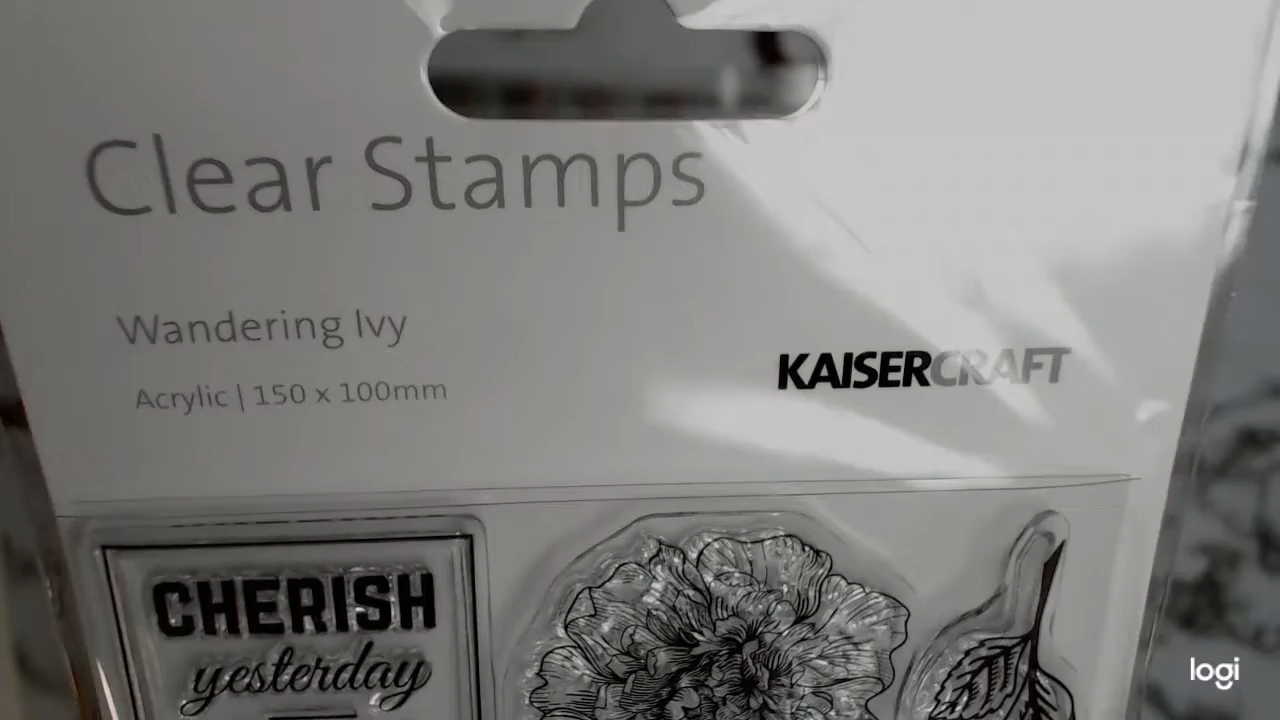 Clear Stamps
Wandering Ivy
KAISERCRAFT
Acrylic | 150 x 100mm
CHERISH
yesterday
logi